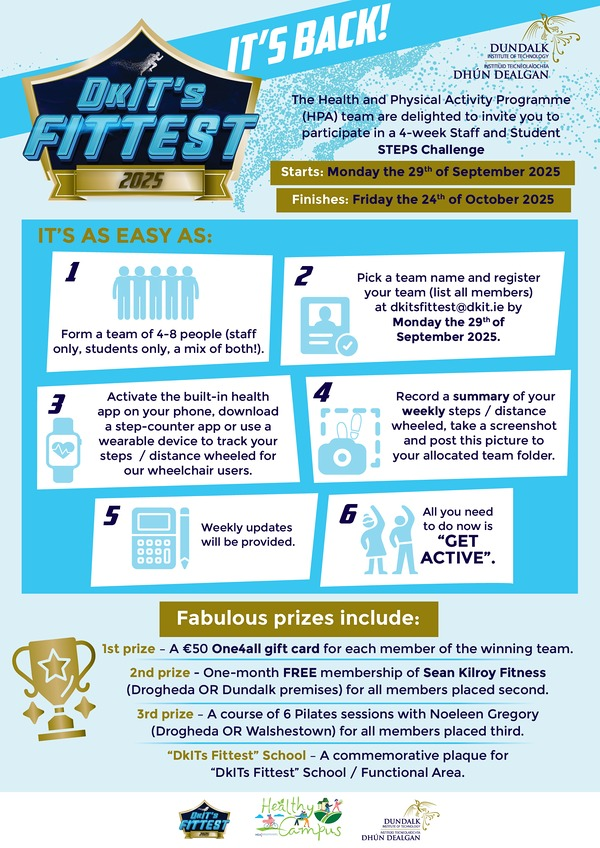 IT'S BACK!
DkIT's
FITTEST
2025
DUNDALK
INSTITUTE OF TECHNOLOGY
INSTITIÚID TEICNEOLAÍOCHTA
DHÚN DEALGAN
The Health and Physical Activity Programme
(HPA) team are delighted to invite you to
participate in a 4-week Staff and Student
STEPS Challenge
Starts: Monday the 29th of September 2025
Finishes: Friday the 24th of October 2025
IT'S AS EASY AS:
1
Form a team of 4-8 people (staff
only, students only, a mix of both!).
2
Pick a team name and register
your team (list all members)
at dkitsfittest@dkit.ie by
Monday the 29th of
September 2025.
3
Activate the built-in health
app on your phone, download
a step-counter app or use a
wearable device to track your
steps / distance wheeled for
our wheelchair users.
4
Record a summary of your
weekly steps / distance
wheeled, take a screenshot
and post this picture to
your allocated team folder.
5
Weekly updates
will be provided.
6
All you need
to do now is
"GET
ACTIVE".
Fabulous prizes include:
1st prize – A €50 One4all gift card for each member of the winning team.
2nd prize - One-month FREE membership of Sean Kilroy Fitness
(Drogheda OR Dundalk premises) for all members placed second.
3rd prize – A course of 6 Pilates sessions with Noeleen Gregory
(Drogheda OR Walshestown) for all members placed third.
"DkITs Fittest" School – A commemorative plaque for
"DkITs Fittest" School / Functional Area.
DkIT's
FITTEST
2025
Healthy
Campus
DUNDALK
INSTITUTE OF TECHNOLOGY
INSTITIÚID TEICNEOLAÍOCHTA
DHÚN DEALGAN